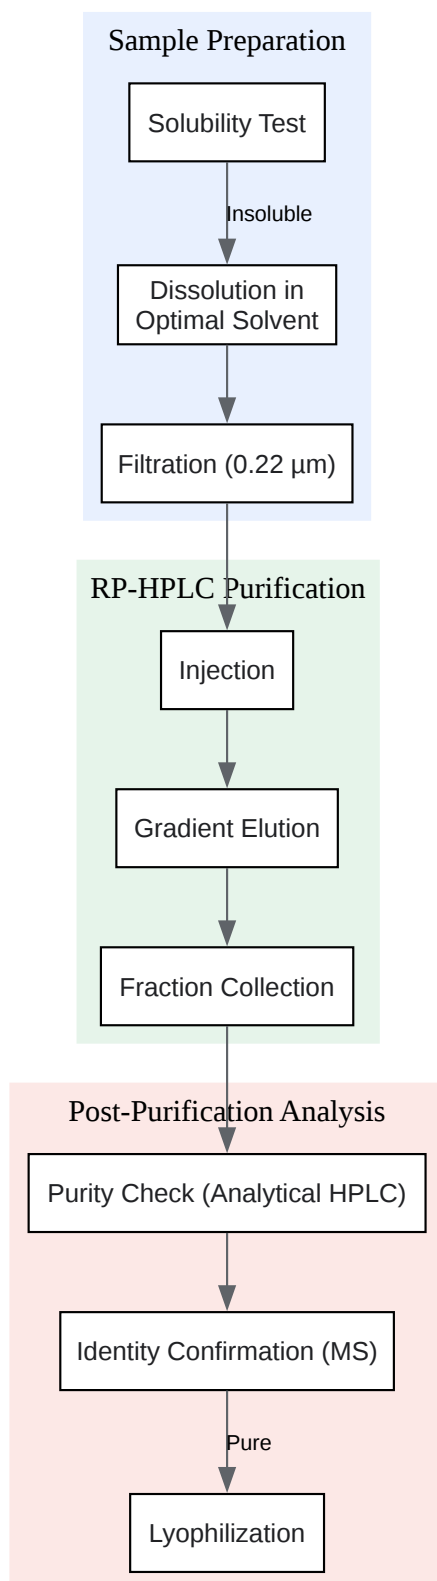 Sample Preparation
Solubility Test
Insoluble
Dissolution in
Optimal Solvent
Filtration (0.22 µm)
RP-HPLC Purification
Injection
Gradient Elution
Fraction Collection
Post-Purification Analysis
Purity Check (Analytical HPLC)
Identity Confirmation (MS)
Pure
Lyophilization